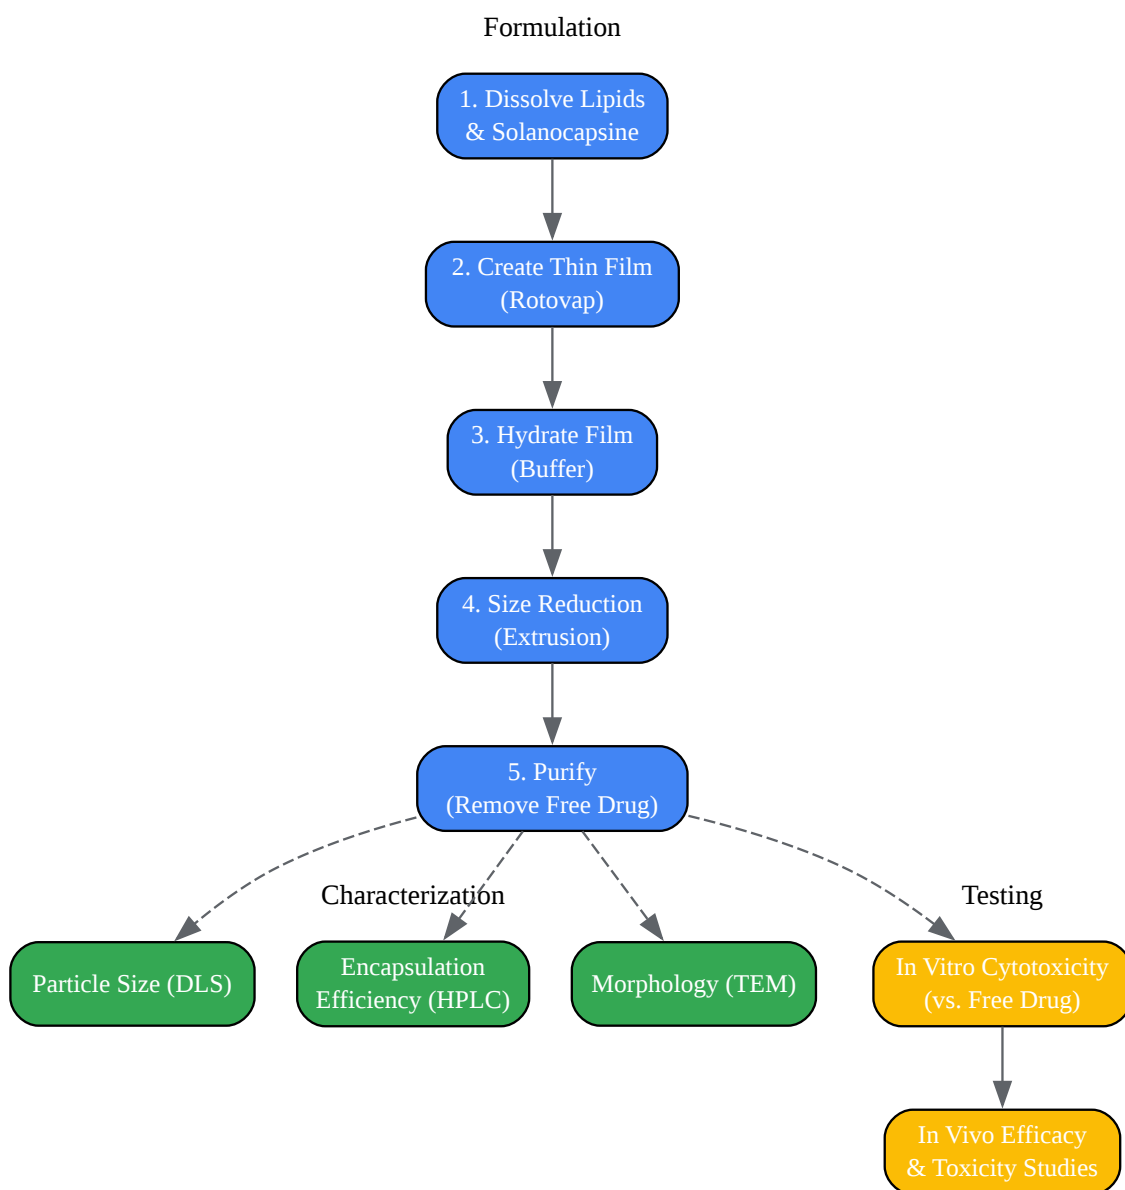 Formulation
1. Dissolve Lipids
& Solanocapsine
2. Create Thin Film
(Rotovap)
3. Hydrate Film
(Buffer)
4. Size Reduction
(Extrusion)
5. Purify
(Remove Free Drug)
Characterization
Testing
Particle Size (DLS)
Encapsulation
Efficiency (HPLC)
Morphology (TEM)
In Vitro Cytotoxicity
(vs. Free Drug)
In Vivo Efficacy
& Toxicity Studies